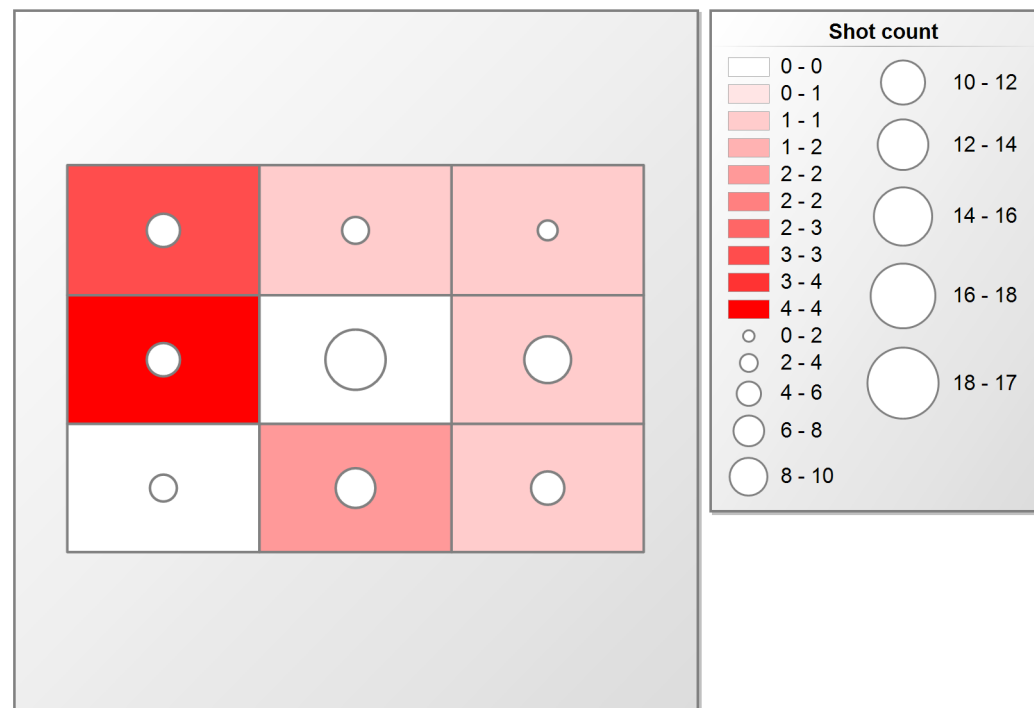 Shot count
0 - 0
0 - 1
1 - 1
1 - 2
2 - 2
2 - 2
2 - 3
3 - 3
3 - 4
4 - 4
0 - 2
2 - 4
4 - 6
6 - 8
8 - 10
10 - 12
12 - 14
14 - 16
16 - 18
18 - 17